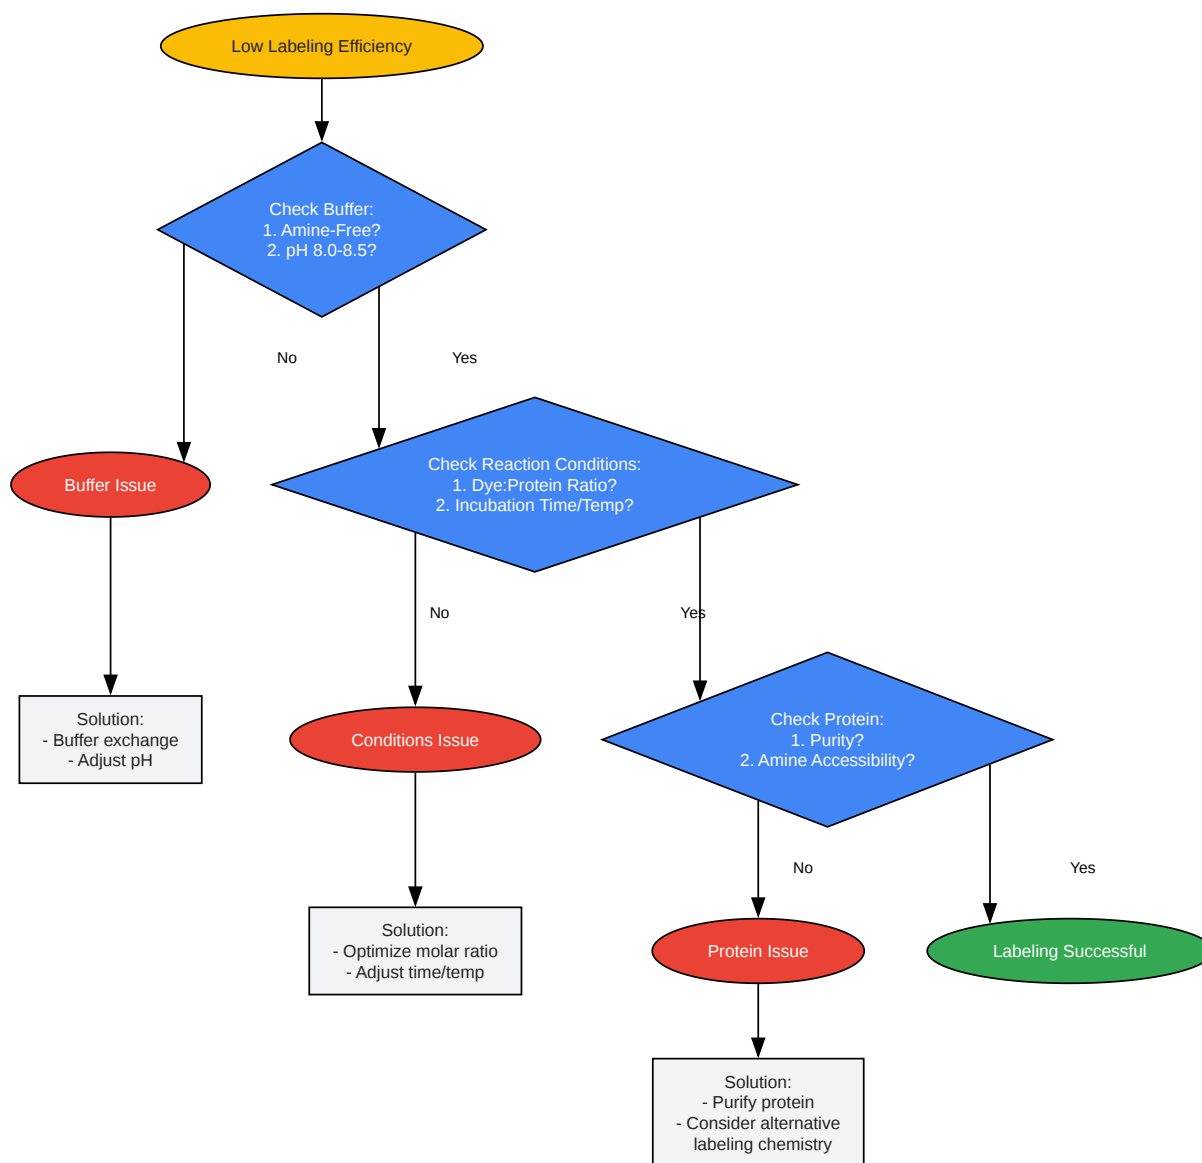 Low Labeling Efficiency
Check Buffer:
1. Amine-Free?
2. pH 8.0-8.5?
No
Yes
Buffer Issue
Check Reaction Conditions:
1. Dye:Protein Ratio?
2. Incubation Time/Temp?
No
Yes
Solution:
- Buffer exchange
- Adjust pH
Conditions Issue
Check Protein:
1. Purity?
2. Amine Accessibility?
No
Yes
Solution:
- Optimize molar ratio
- Adjust time/temp
Protein Issue
Labeling Successful
Solution:
- Purify protein
- Consider alternative
labeling chemistry